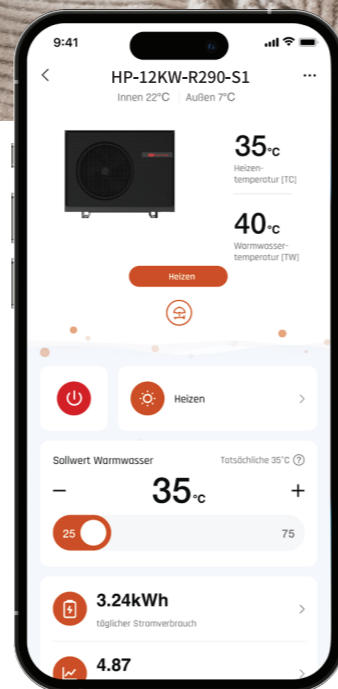 9:41
HP-12KW-R290-S1
Innen 22°C Außen 7°C
35°C
Heizen-
temperatur [TC]
40°C
Warmwasser-
temperatur [TW]
Heizen
Heizen
Sollwert Warmwasser Tatsächliche 35°C ?
− 35°C +
25 75
3.24kWh
täglicher Stromverbrauch
4.87